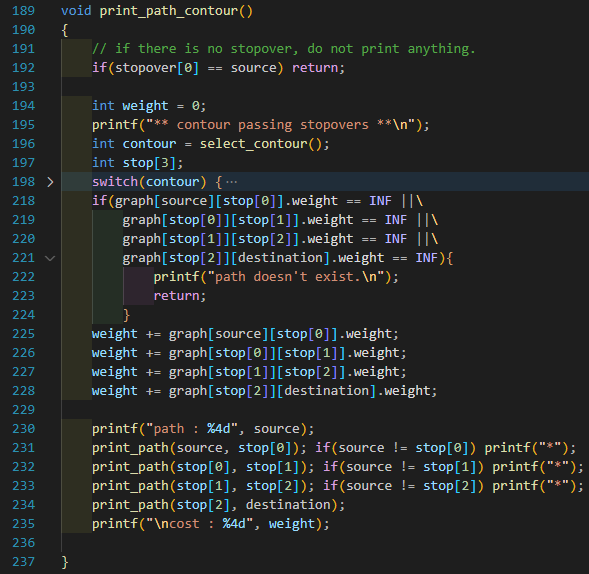 189 void print_path_contour()
190 {
191 // if there is no stopover, do not print anything.
192 if(stopover[0] == source) return;
193
194 int weight = 0;
195 printf("** contour passing stopovers **\n");
196 int contour = select_contour();
197 int stop[3];
198 switch(contour) { ⋯
218 if(graph[source][stop[0]].weight == INF ||\
219 graph[stop[0]][stop[1]].weight == INF ||\
220 graph[stop[1]][stop[2]].weight == INF ||\
221 graph[stop[2]][destination].weight == INF){
222 printf("path doesn't exist.\n");
223 return;
224 }
225 weight += graph[source][stop[0]].weight;
226 weight += graph[stop[0]][stop[1]].weight;
227 weight += graph[stop[1]][stop[2]].weight;
228 weight += graph[stop[2]][destination].weight;
229
230 printf("path : %4d", source);
231 print_path(source, stop[0]); if(source != stop[0]) printf("*");
232 print_path(stop[0], stop[1]); if(source != stop[1]) printf("*");
233 print_path(stop[1], stop[2]); if(source != stop[2]) printf("*");
234 print_path(stop[2], destination);
235 printf("\ncost : %4d", weight);
236
237 }